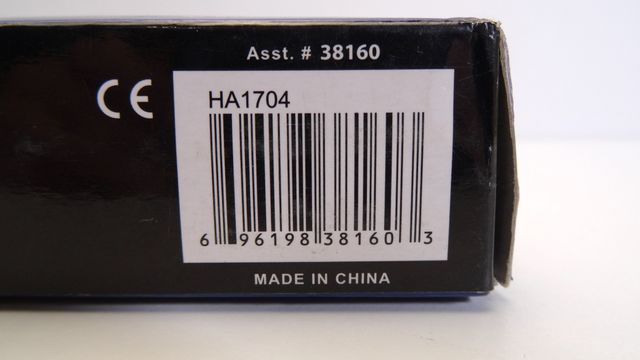 Asst. # 38160
CE
HA1704
6 96198 38160 3
MADE IN CHINA